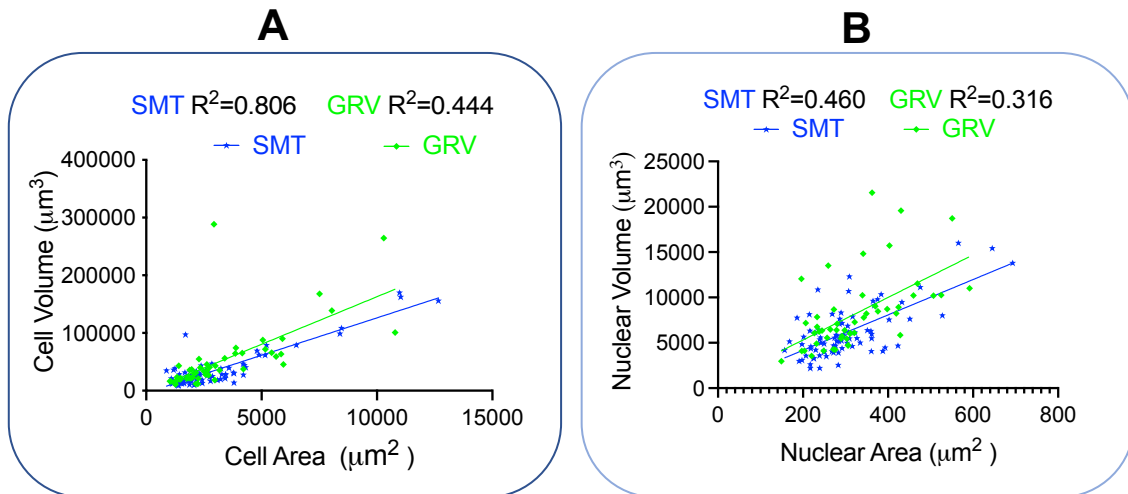 A
SMT R²=0.806 GRV R²=0.444
SMT GRV
400000
300000
200000
100000
0
0 5000 10000 15000
Cell Volume (μm³)
Cell Area (μm²)
B
SMT R²=0.460 GRV R²=0.316
SMT GRV
25000
20000
15000
10000
5000
0
0 200 400 600 800
Nuclear Volume (μm³)
Nuclear Area (μm²)